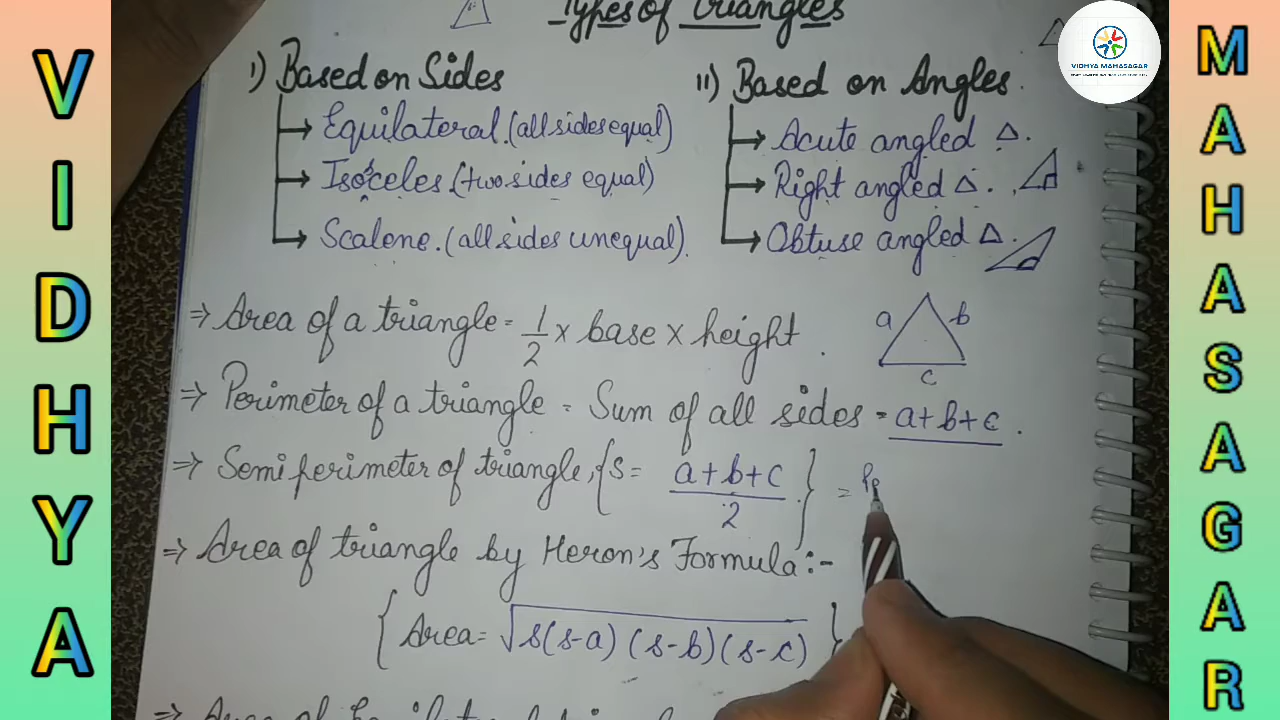 Types of triangles
I) Based on Sides
Equilateral. (all sides equal)
Isosceles. (two sides equal)
Scalene. (all sides unequal).
II) Based on Angles.
Acute angled Δ.
Right angled Δ.
Obtuse angled Δ.
⇒ Area of a triangle = 1/2 × base × height.
a
b
c
⇒ Perimeter of a triangle = Sum of all sides = a+b+c.
⇒ Semi perimeter of triangle, {s = a+b+c/2} =
⇒ Area of triangle by Heron's Formula:-
{Area = √s(s-a) (s-b) (s-c)}
VIDHYA
MAHASAGAR
VIDHYA MAHASAGAR